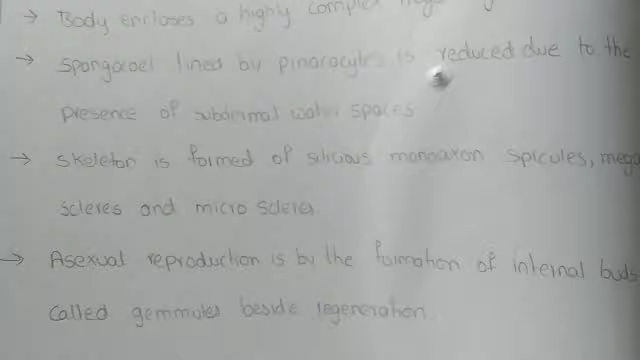 → Body encloses a highly complex
→ Spongocoel lined by pinacocytes is reduced due to the
presence of subdermal water spaces
→ Skeleton is formed of silicious monoaxon spicules, mega
scleres and micro scleres.
→ Asexual reproduction is by the formation of internal buds
called gemmules beside regeneration.